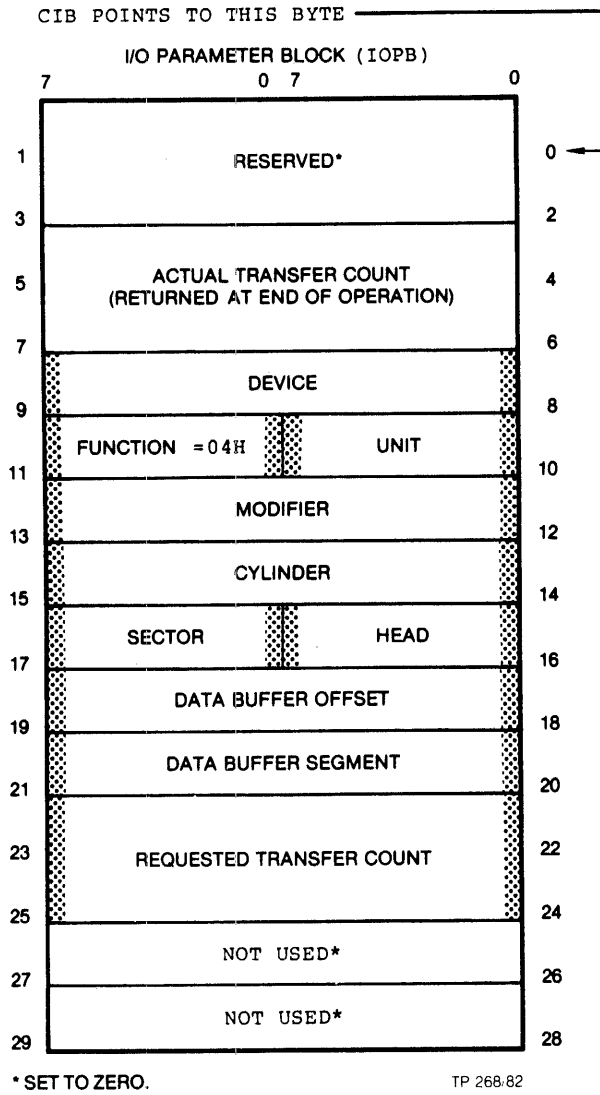 CIB POINTS TO THIS BYTE
I/O PARAMETER BLOCK (IOPB)
7 0 7 0
1 RESERVED* 0
3 2
5 ACTUAL TRANSFER COUNT 4
(RETURNED AT END OF OPERATION)
7 6
DEVICE
9 8
FUNCTION =04H UNIT
11 10
MODIFIER
13 12
CYLINDER
15 14
SECTOR HEAD
17 16
DATA BUFFER OFFSET
19 18
DATA BUFFER SEGMENT
21 20
23 REQUESTED TRANSFER COUNT 22
25 24
NOT USED*
27 26
NOT USED*
29 28
* SET TO ZERO. TP 268/82